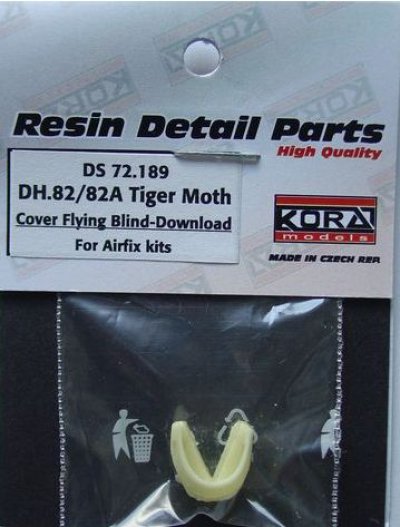 Resin Detail Parts
High Quality
DS 72.189
DH.82/82A Tiger Moth
Cover Flying Blind-Download
For Airfix kits
KORA
models
MADE IN CZECH REP.